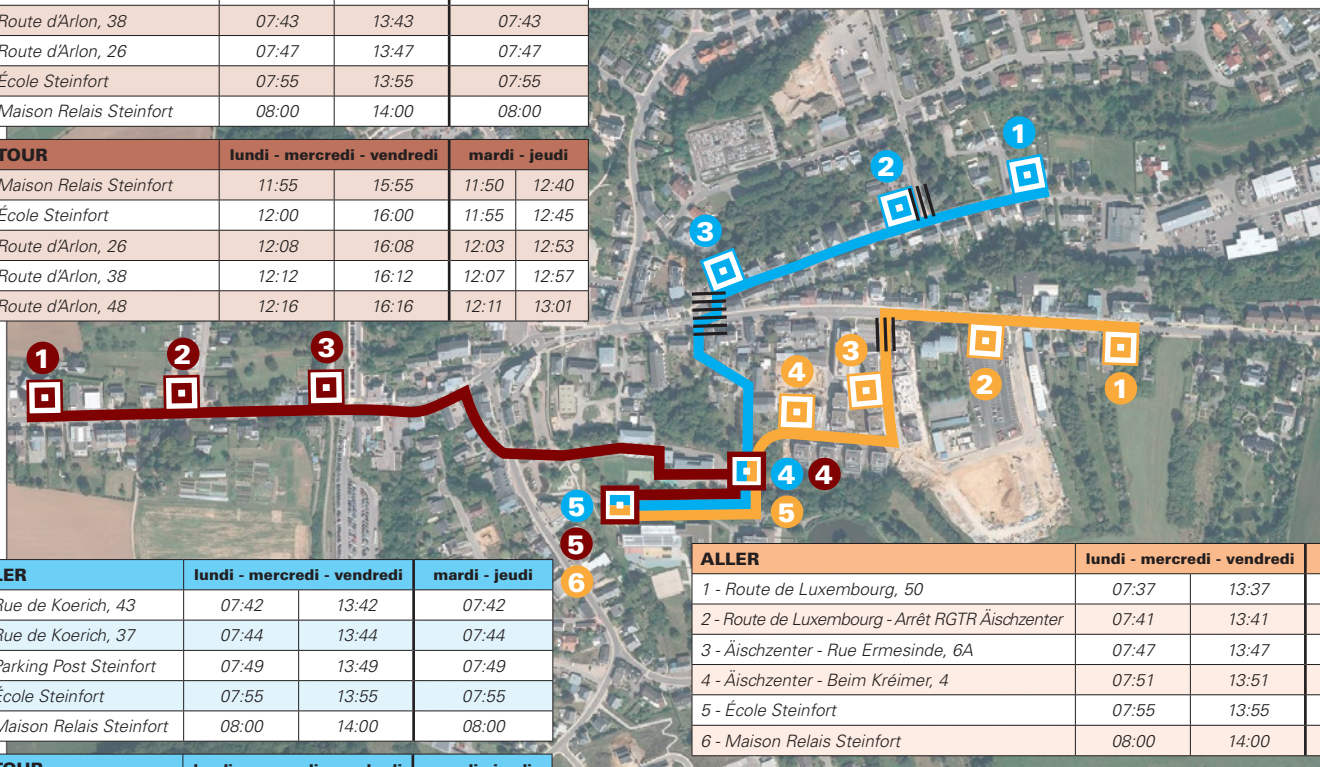 Route d'Arlon, 38 07:43 13:43 07:43
Route d'Arlon, 26 07:47 13:47 07:47
École Steinfort 07:55 13:55 07:55
Maison Relais Steinfort 08:00 14:00 08:00
TOUR lundi - mercredi - vendredi mardi - jeudi
Maison Relais Steinfort 11:55 15:55 11:50 12:40
École Steinfort 12:00 16:00 11:55 12:45
Route d'Arlon, 26 12:08 16:08 12:03 12:53
Route d'Arlon, 38 12:12 16:12 12:07 12:57
Route d'Arlon, 48 12:16 16:16 12:11 13:01
1
2
3
1
2
3
3
4
2
1
4 4
5
5
5
6
LER lundi - mercredi - vendredi mardi - jeudi
Rue de Koerich, 43 07:42 13:42 07:42
Rue de Koerich, 37 07:44 13:44 07:44
Parking Post Steinfort 07:49 13:49 07:49
École Steinfort 07:55 13:55 07:55
Maison Relais Steinfort 08:00 14:00 08:00
ALLER lundi - mercredi - vendredi
1 - Route de Luxembourg, 50 07:37 13:37
2 - Route de Luxembourg - Arrêt RGTR Äischzenter 07:41 13:41
3 - Äischzenter - Rue Ermesinde, 6A 07:47 13:47
4 - Äischzenter - Beim Kréimer, 4 07:51 13:51
5 - École Steinfort 07:55 13:55
6 - Maison Relais Steinfort 08:00 14:00